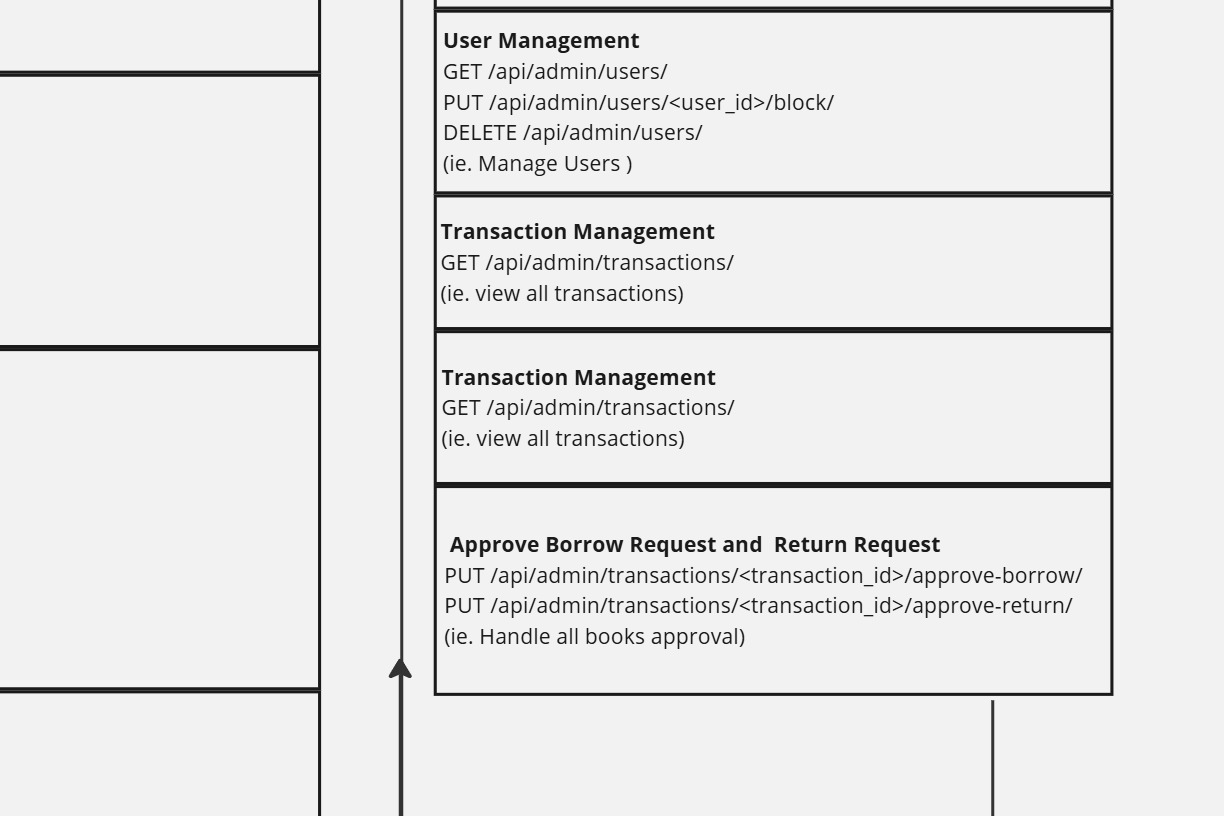 User Management
GET /api/admin/users/
PUT /api/admin/users/<user_id>/block/
DELETE /api/admin/users/
(ie. Manage Users )
Transaction Management
GET /api/admin/transactions/
(ie. view all transactions)
Transaction Management
GET /api/admin/transactions/
(ie. view all transactions)
Approve Borrow Request and  Return Request
PUT /api/admin/transactions/<transaction_id>/approve-borrow/
PUT /api/admin/transactions/<transaction_id>/approve-return/
(ie. Handle all books approval)